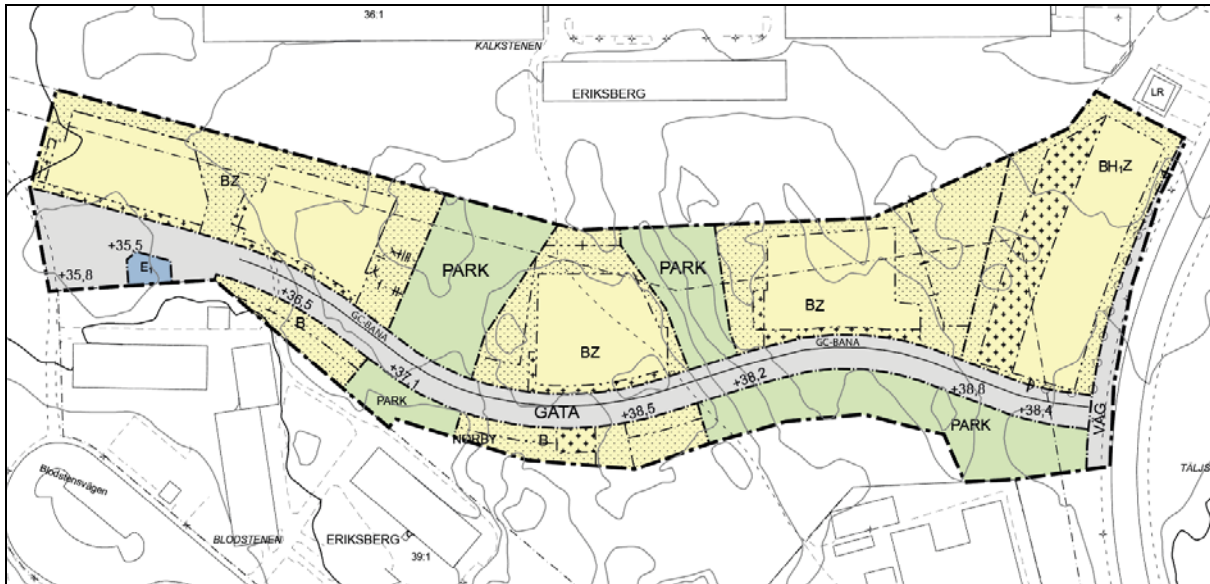 36:1
KALKSTENEN
ERIKSBERG
LR
BZ
BH₁Z
PARK
PARK
+35,5
+35,8
E₁
+36,5
B
GC-BANA
BZ
BZ
GC-BANA
+37,1
+38,2
PARK
GATA
+38,5
+38,8
+38,4
VÄG
PARK
NORBY
B
Blodstensvägen
TÄLJS
BLODSTENEN
ERIKSBERG
39:1